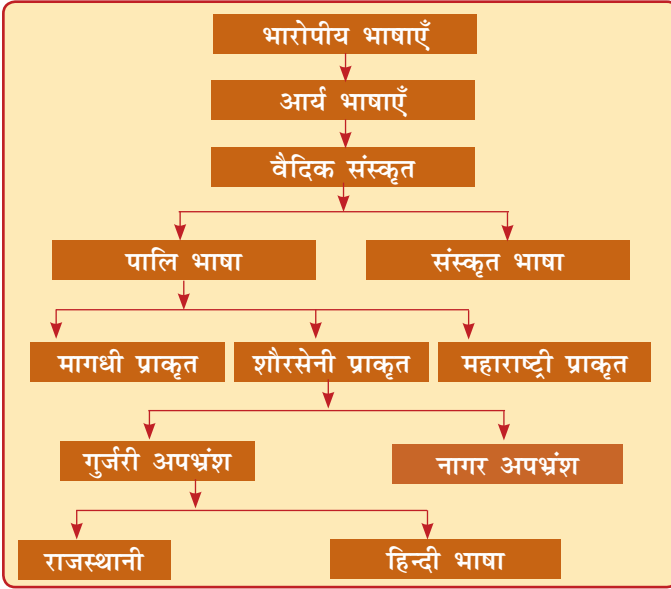 भारोपीय भाषाएँ
आर्य भाषाएँ
वैदिक संस्कृत
पालि भाषा
संस्कृत भाषा
मागधी प्राकृत
शौरसेनी प्राकृत
महाराष्ट्री प्राकृत
गुर्जरी अपभ्रंश
नागर अपभ्रंश
राजस्थानी
हिन्दी भाषा